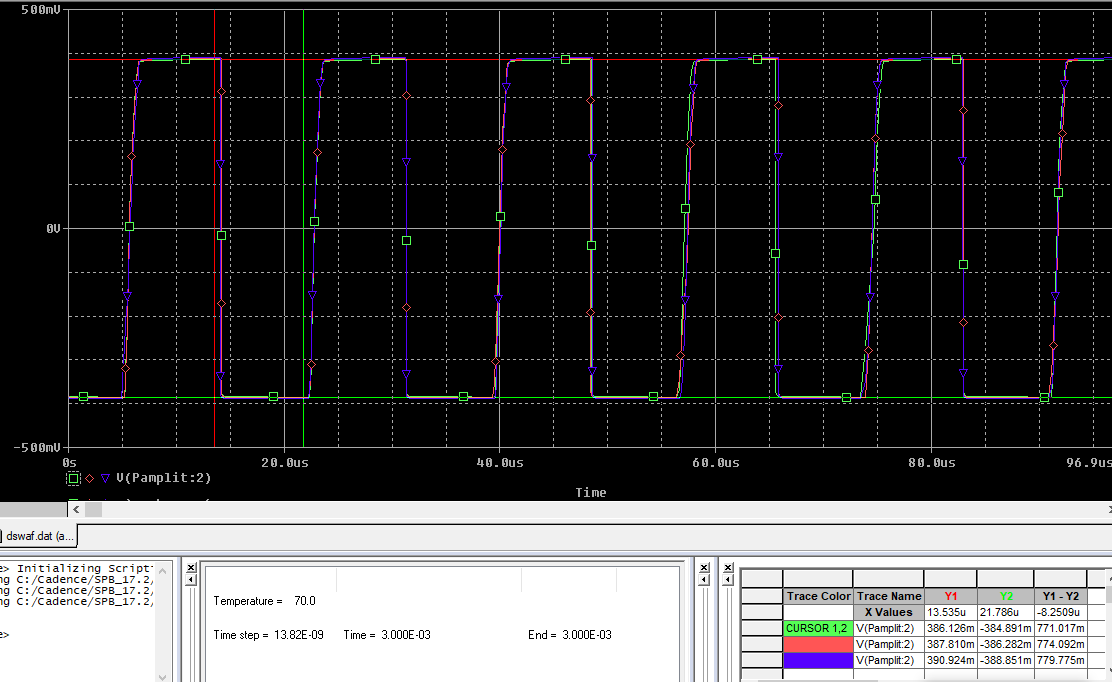 500mV
0V
-500mV
0s 20.0us 40.0us 60.0us 80.0us 96.9us
V(Pamplit:2)
Time
dswaf.dat (a...
> Initializing Script
ng C:/Cadence/SPB_17.2/
ng C:/Cadence/SPB_17.2/
ng C:/Cadence/SPB_17.2/
>
Temperature = 70.0
Time step = 13.82E-09 Time = 3.000E-03 End = 3.000E-03
Trace Color Trace Name Y1 Y2 Y1 - Y2
X Values 13.535u 21.786u -8.2509u
CURSOR 1,2 V(Pamplit:2) 386.126m -384.891m 771.017m
V(Pamplit:2) 387.810m -386.282m 774.092m
V(Pamplit:2) 390.924m -388.851m 779.775m